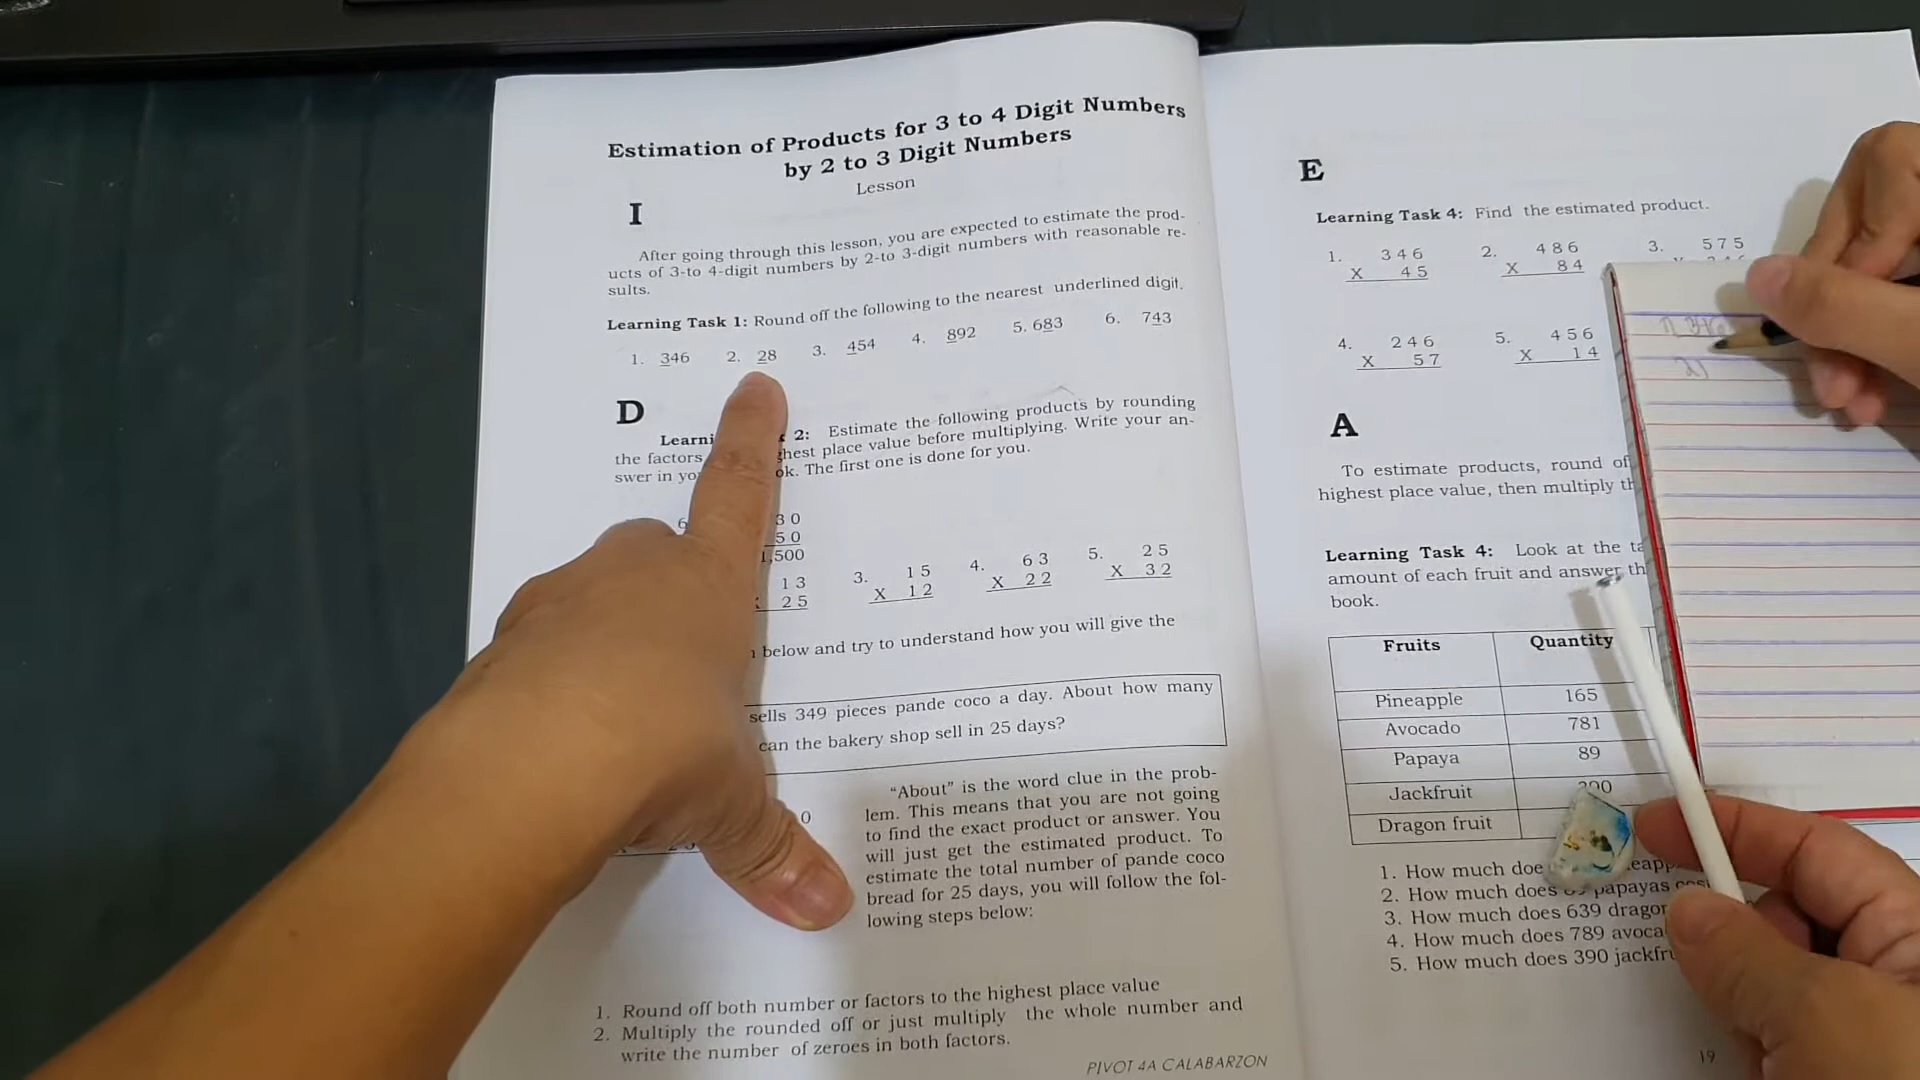 Estimation of Products for 3 to 4 Digit Numbers
by 2 to 3 Digit Numbers
Lesson
I
After going through this lesson, you are expected to estimate the prod-
ucts of 3-to 4-digit numbers by 2-to 3-digit numbers with reasonable re-
sults.
Learning Task 1: Round off the following to the nearest underlined digit.
1. 346 2. 28 3. 454 4. 892 5. 683 6. 743
D
Learni 2: Estimate the following products by rounding
the factors ghest place value before multiplying. Write your an-
swer in yo ok. The first one is done for you.
6 30
50
1,500
13 3. 15 4. 63 5. 25
25 X 12 X 22 X 32
below and try to understand how you will give the
sells 349 pieces pande coco a day. About how many
can the bakery shop sell in 25 days?
0
“About” is the word clue in the prob-
lem. This means that you are not going
to find the exact product or answer. You
will just get the estimated product. To
estimate the total number of pande coco
bread for 25 days, you will follow the fol-
lowing steps below:
1. Round off both number or factors to the highest place value
2. Multiply the rounded off or just multiply the whole number and
write the number of zeroes in both factors.
PIVOT 4A CALABARZON
E
Learning Task 4: Find the estimated product.
1. 346 2. 486 3. 575
X 45 X 84
4. 246 5. 456
X 57 X 14
A
To estimate products, round of
highest place value, then multiply th
Learning Task 4: Look at the ta
amount of each fruit and answer th
book.
Fruits Quantity
Pineapple 165
Avocado 781
Papaya 89
Jackfruit
Dragon fruit
1. How much doe eapp
2. How much does papayas cos
3. How much does 639 dragon
4. How much does 789 avoca
5. How much does 390 jackfru
19